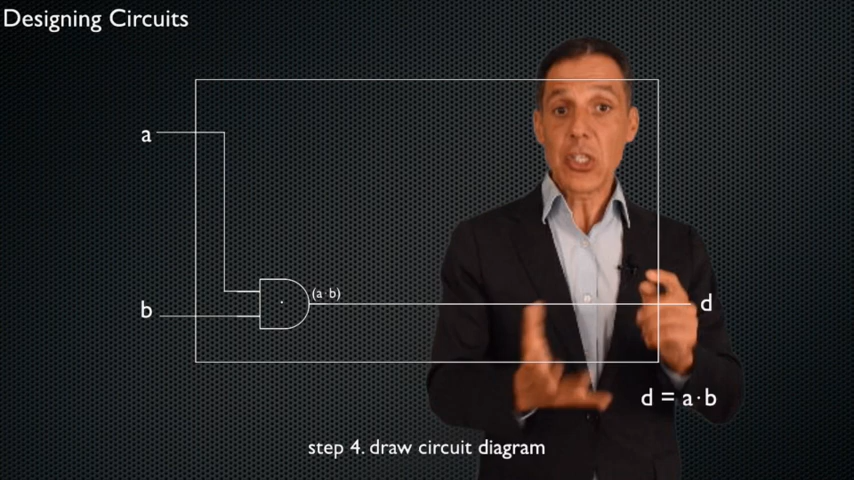 Designing Circuits
a
b
(a·b)
d
d = a·b
step 4. draw circuit diagram